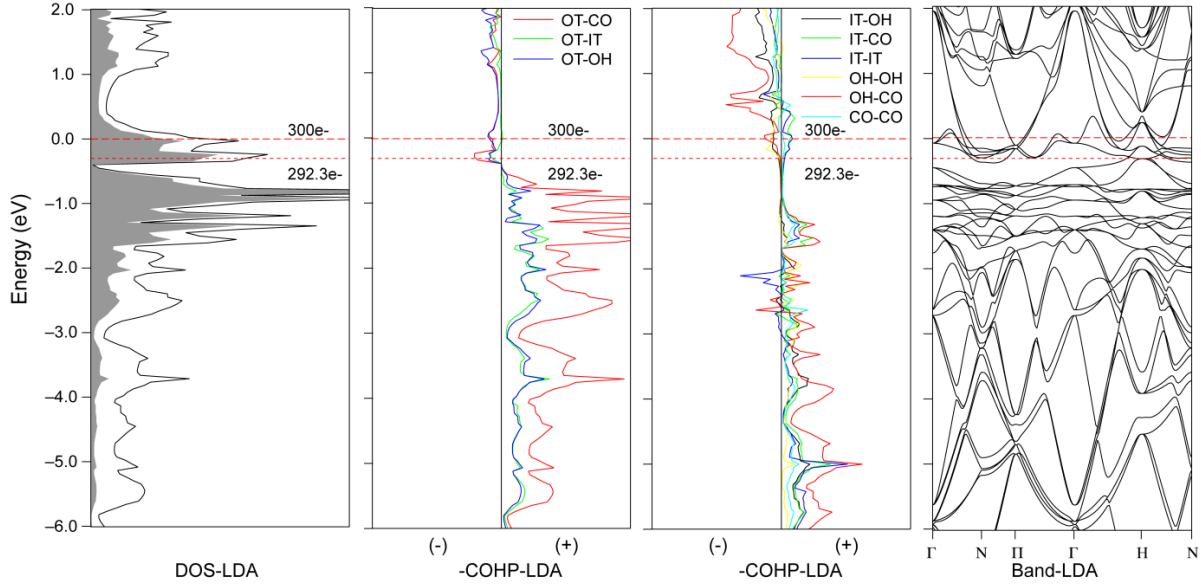 2.0
1.0
0.0
−1.0
−2.0
−3.0
−4.0
−5.0
−6.0
Energy (eV)
300e-
292.3e-
DOS-LDA
OT-CO
OT-IT
OT-OH
300e-
292.3e-
(-) (+)
-COHP-LDA
IT-OH
IT-CO
IT-IT
OH-OH
OH-CO
CO-CO
300e-
292.3e-
(-) (+)
-COHP-LDA
Γ N Π Γ H N
Band-LDA